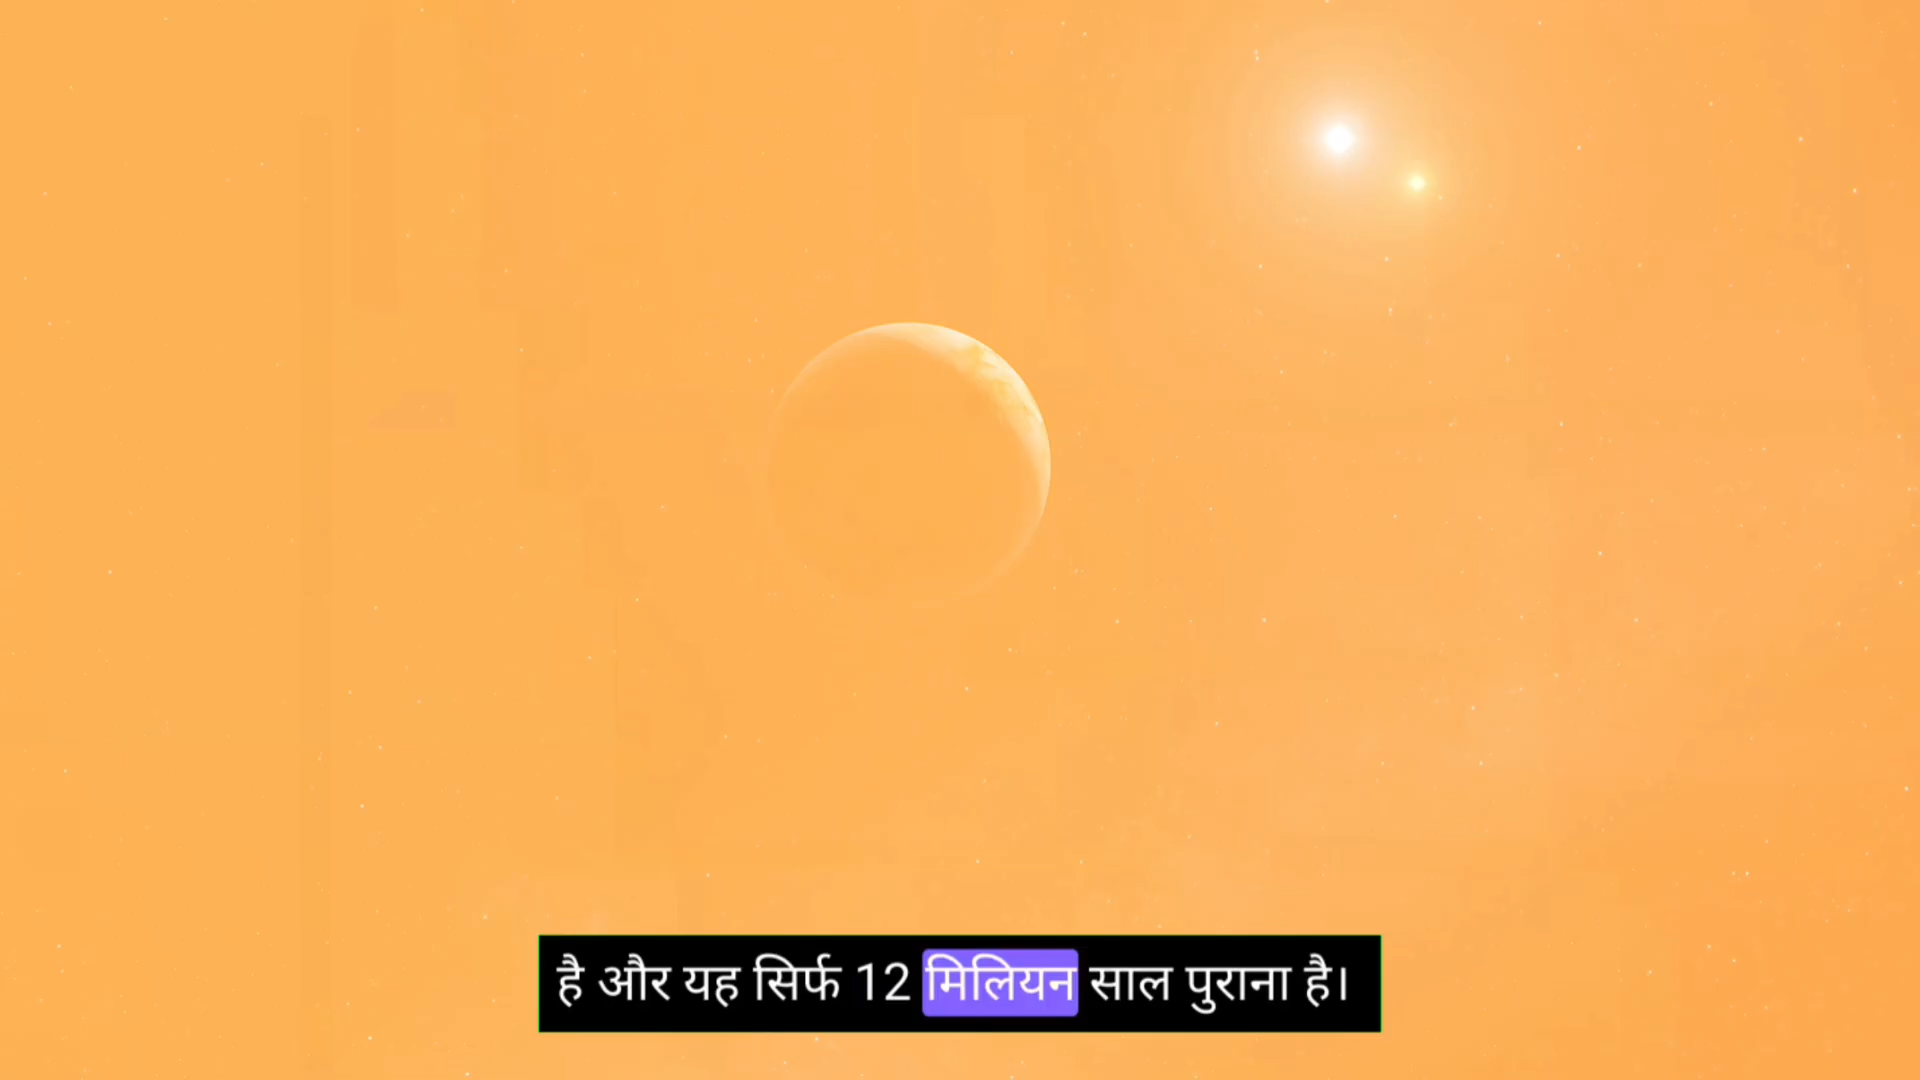 है और यह सिर्फ 12 मिलियन साल पुराना है।